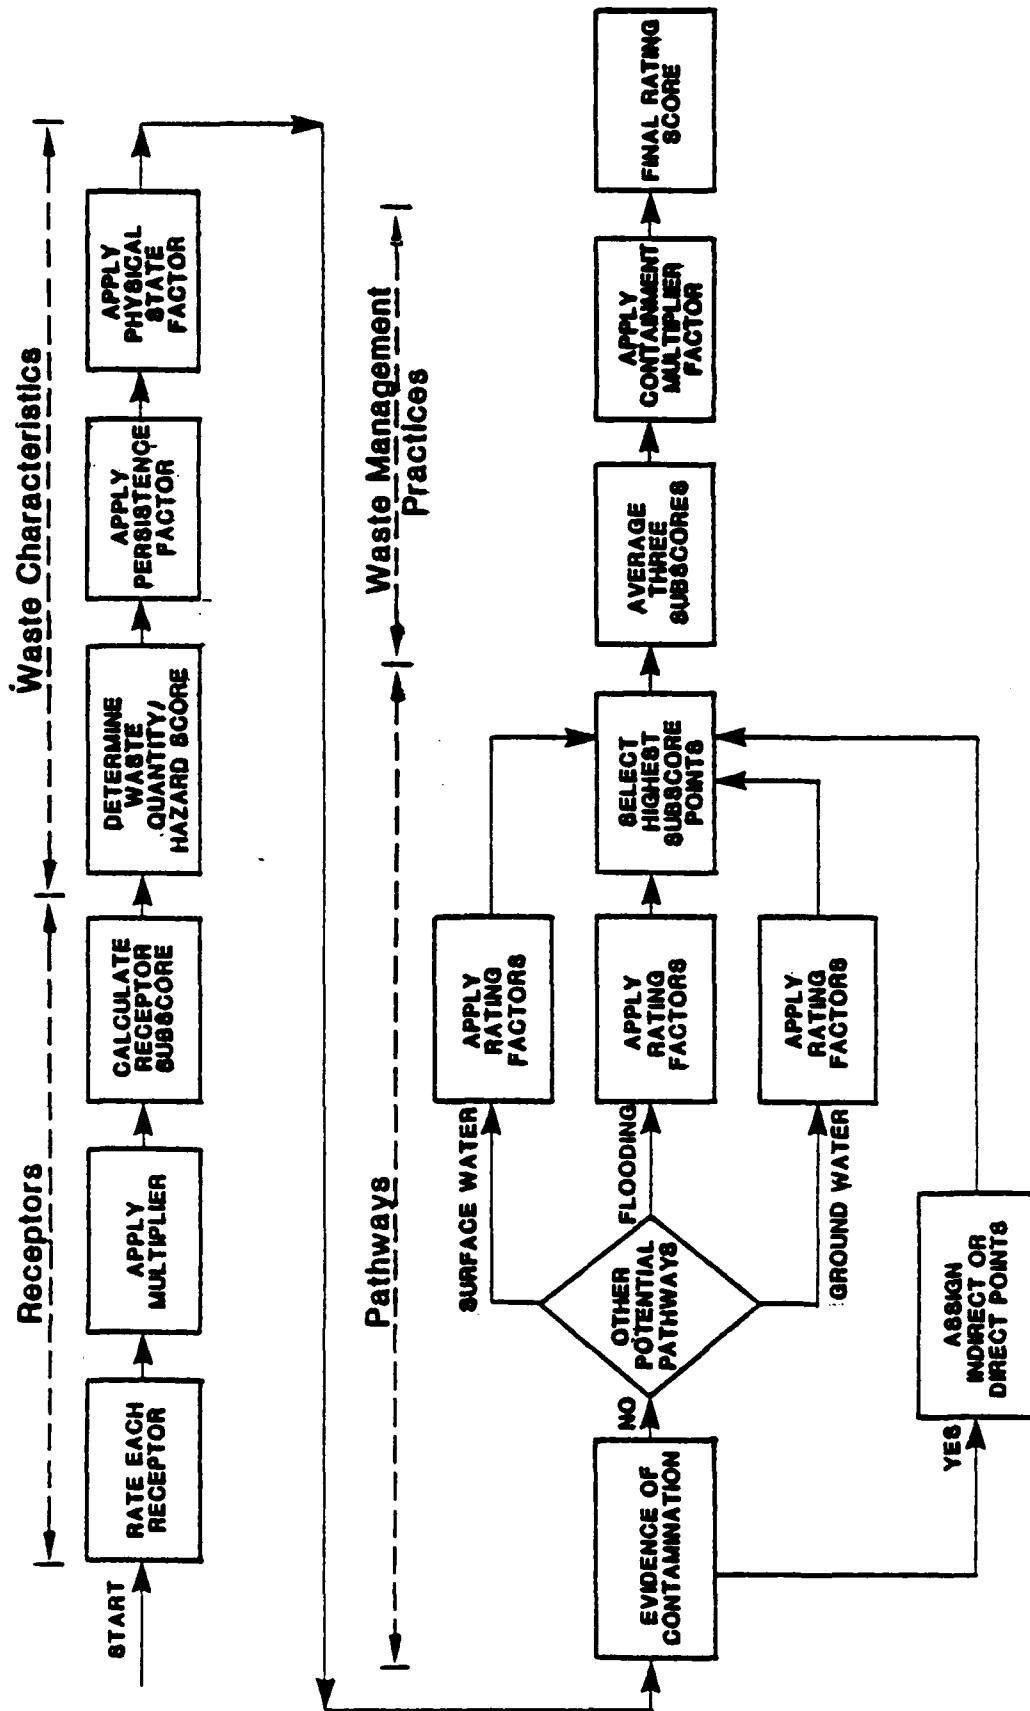 Receptors
Waste Characteristics
START
RATE EACH
RECEPTOR
APPLY
MULTIPLIER
CALCULATE
RECEPTOR
SUBSCORE
DETERMINE
WASTE
QUANTITY/
HAZARD SCORE
APPLY
PERSISTENCE
FACTOR
APPLY
PHYSICAL
STATE
FACTOR
Pathways
Waste Management
Practices
EVIDENCE OF
CONTAMINATION
NO
YES
OTHER
POTENTIAL
PATHWAYS
SURFACE WATER
FLOODING
GROUND WATER
APPLY
RATING
FACTORS
APPLY
RATING
FACTORS
APPLY
RATING
FACTORS
ASSIGN
INDIRECT OR
DIRECT POINTS
SELECT
HIGHEST
SUBSCORE
POINTS
AVERAGE
THREE
SUBSCORES
APPLY
CONTAINMENT
MULTIPLIER
FACTOR
FINAL RATING
SCORE